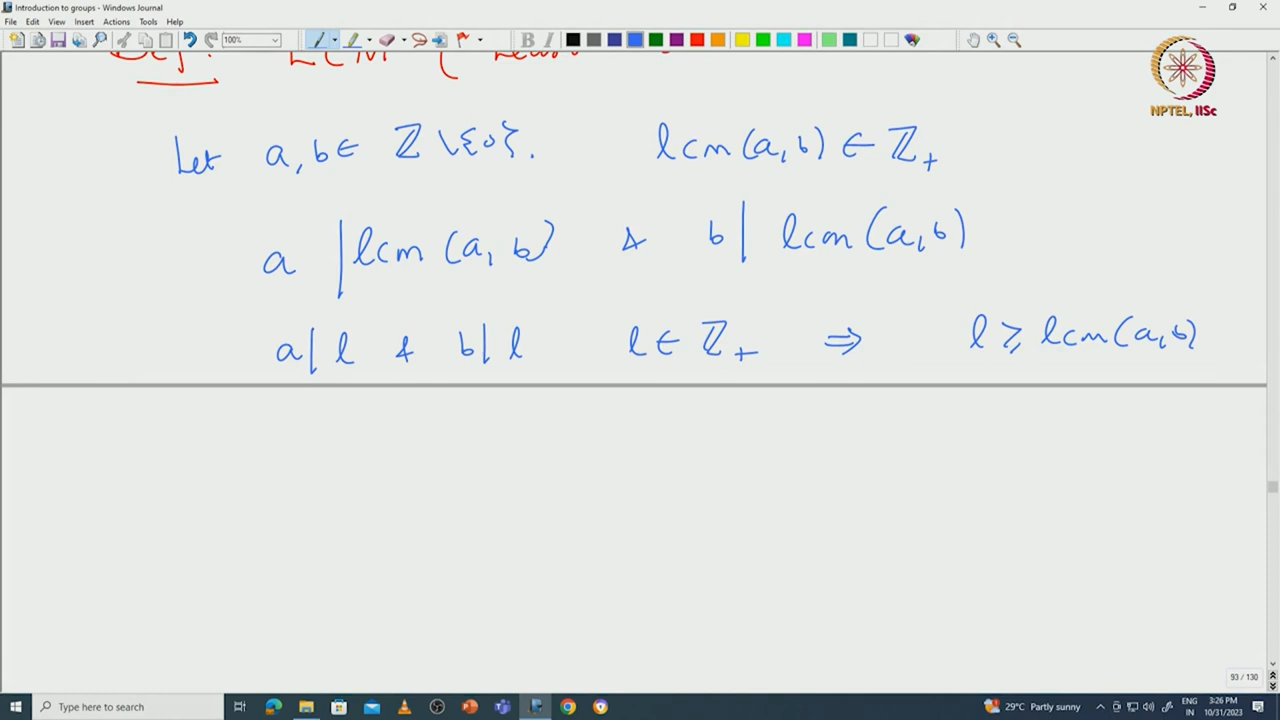 Introduction to groups - Windows Journal
File Edit View Insert Actions Tools Help
100%
B I
NPTEL, IISc
Let a, b ∈ ℤ \ {0}. lcm(a, b) ∈ ℤ₊
a | lcm (a, b) & b | lcm (a, b)
a | l & b | l l ∈ ℤ₊ ⇒ l ≥ lcm (a, b)
93 / 130
Type here to search
29°C Partly sunny
ENG
IN
3:26 PM
10/31/2023